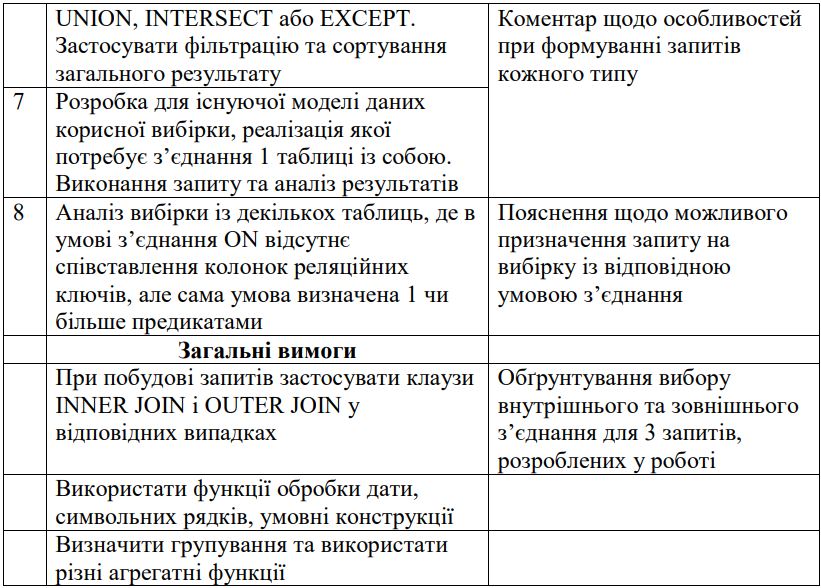 UNION, INTERSECT або EXCEPT.
Застосувати фільтрацію та сортування
загального результату
Коментар щодо особливостей
при формуванні запитів
кожного типу
7
Розробка для існуючої моделі даних
корисної вибірки, реалізація якої
потребує з’єднання 1 таблиці із собою.
Виконання запиту та аналіз результатів
8
Аналіз вибірки із декількох таблиць, де в
умові з’єднання ON відсутнє
співставлення колонок реляційних
ключів, але сама умова визначена 1 чи
більше предикатами
Пояснення щодо можливого
призначення запиту на
вибірку із відповідною
умовою з’єднання
Загальні вимоги
При побудові запитів застосувати клаузи
INNER JOIN і OUTER JOIN у
відповідних випадках
Обґрунтування вибору
внутрішнього та зовнішнього
з’єднання для 3 запитів,
розроблених у роботі
Використати функції обробки дати,
символьних рядків, умовні конструкції
Визначити групування та використати
різні агрегатні функції